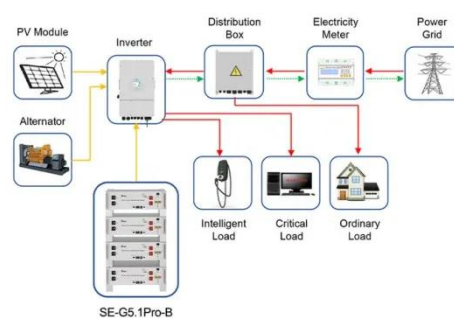 PV Module
Inverter
Distribution
Box
Electricity
Meter
Power
Grid
Alternator
Intelligent
Load
Critical
Load
Ordinary
Load
SE-G5.1Pro-B